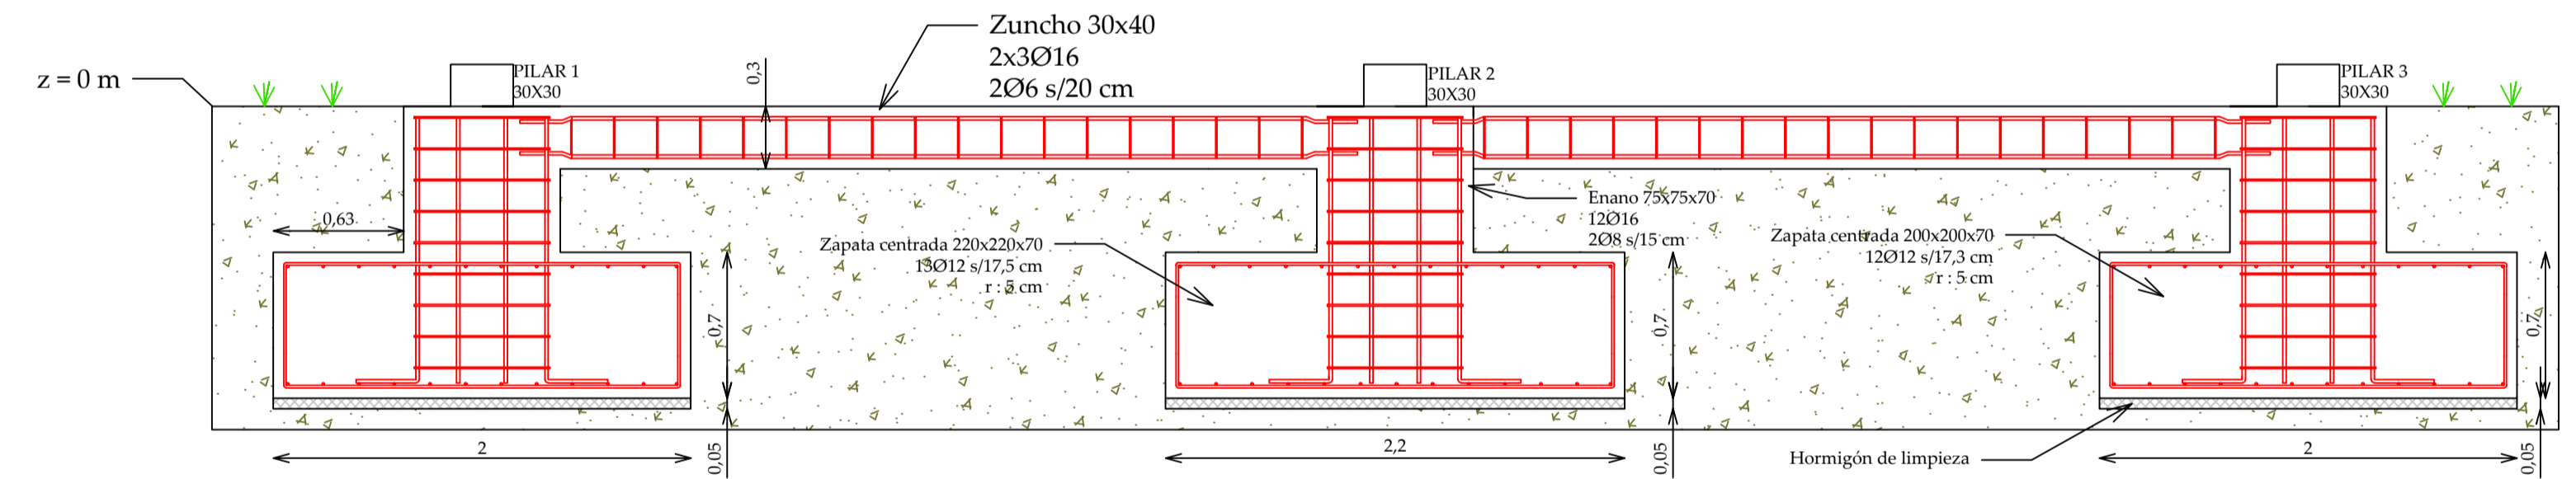 Zuncho 30x40
2x3Ø16
2Ø6 s/20 cm
z = 0 m
PILAR 1
30X30
0,3
PILAR 2
30X30
PILAR 3
30X30
0,63
Enano 75x75x70
12Ø16
2Ø8 s/15 cm
Zapata centrada 220x220x70
13Ø12 s/17,5 cm
r : 5 cm
Zapata centrada 200x200x70
12Ø12 s/17,3 cm
r : 5 cm
0,7
0,7
0,7
2
0,05
2,2
0,05
Hormigón de limpieza
2
0,05